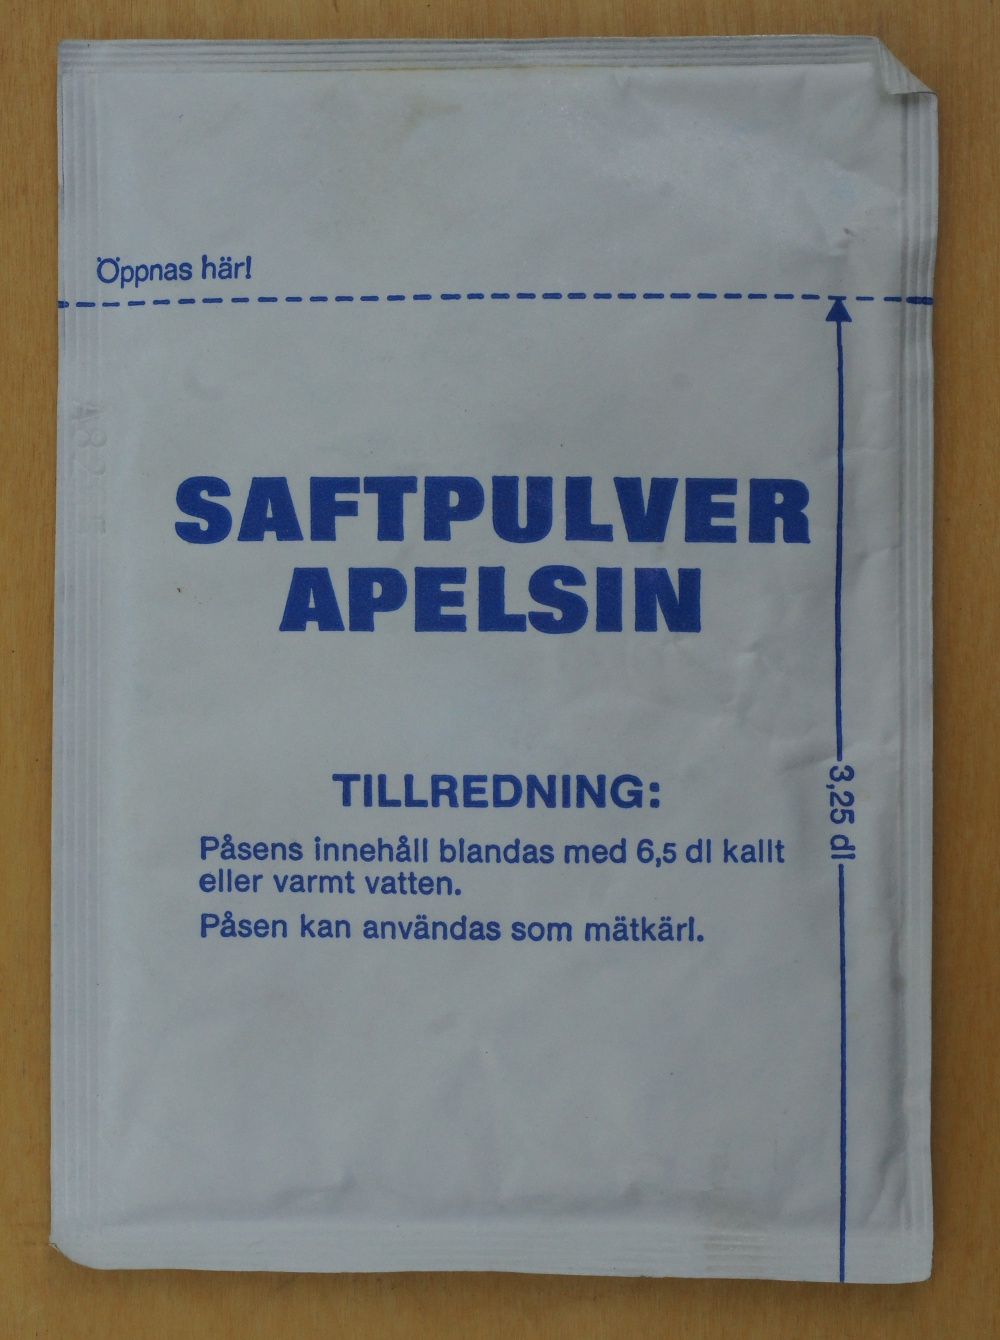 Öppnas här!
SAFTPULVER
APELSIN
TILLREDNING:
Påsens innehåll blandas med 6,5 dl kallt
eller varmt vatten.
Påsen kan användas som mätkärl.
3,25 dl